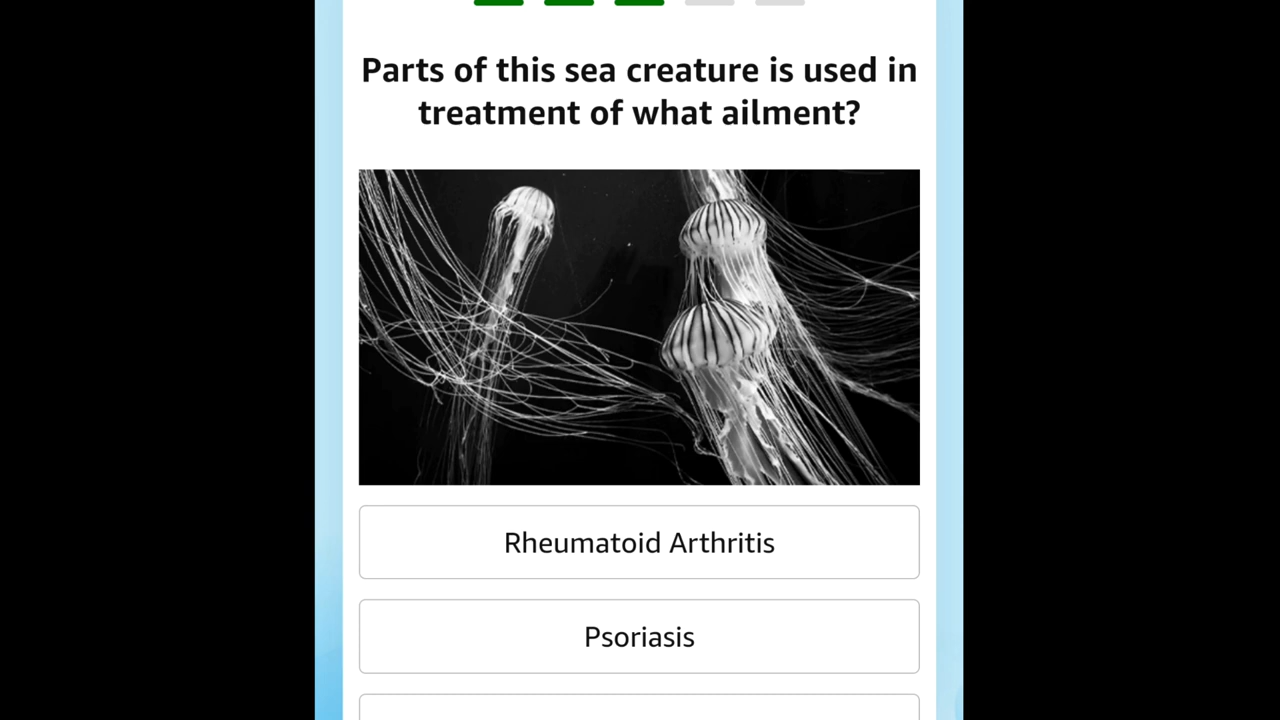 Parts of this sea creature is used in
treatment of what ailment?
Rheumatoid Arthritis
Psoriasis